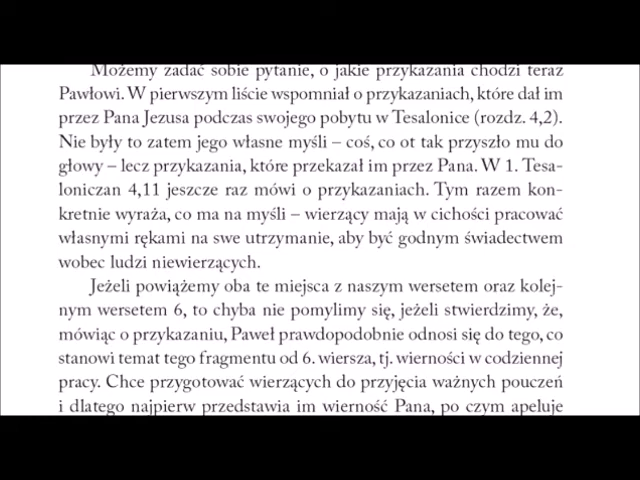 Możemy zadać sobie pytanie, o jakie przykazania chodzi teraz
Pawłowi. W pierwszym liście wspomniał o przykazaniach, które dał im
przez Pana Jezusa podczas swojego pobytu w Tesalonice (rozdz. 4,2).
Nie były to zatem jego własne myśli – coś, co ot tak przyszło mu do
głowy – lecz przykazania, które przekazał im przez Pana. W 1. Tesa-
loniczan 4,11 jeszcze raz mówi o przykazaniach. Tym razem kon-
kretnie wyraża, co ma na myśli – wierzący mają w cichości pracować
własnymi rękami na swe utrzymanie, aby być godnym świadectwem
wobec ludzi niewierzących.
Jeżeli powiążemy oba te miejsca z naszym wersetem oraz kolej-
nym wersetem 6, to chyba nie pomylimy się, jeżeli stwierdzimy, że,
mówiąc o przykazaniu, Paweł prawdopodobnie odnosi się do tego, co
stanowi temat tego fragmentu od 6. wiersza, tj. wierności w codziennej
pracy. Chce przygotować wierzących do przyjęcia ważnych pouczeń
i dlatego najpierw przedstawia im wierność Pana, po czym apeluje